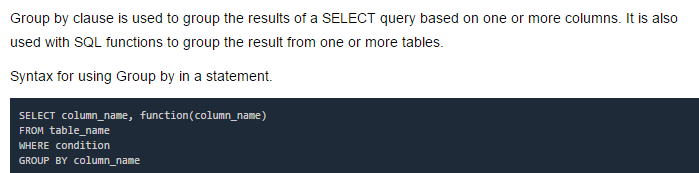 Group by clause is used to group the results of a SELECT query based on one or more columns. It is also
used with SQL functions to group the result from one or more tables.
Syntax for using Group by in a statement.
SELECT column_name, function(column_name)
FROM table_name
WHERE condition
GROUP BY column_name